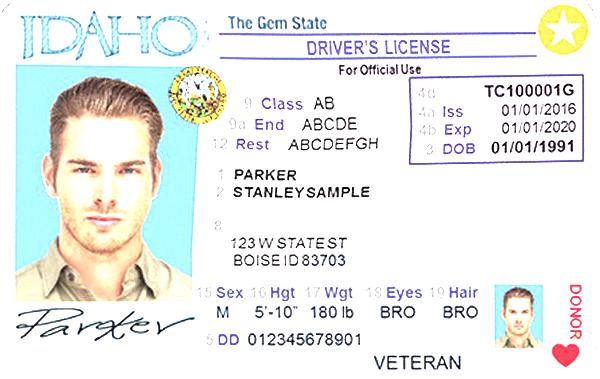 IDAHO
The Gem State
DRIVER'S LICENSE
For Official Use
4d TC100001G
4a Iss 01/01/2016
4b Exp 01/01/2020
3 DOB 01/01/1991
9 Class AB
9a End ABCDE
12 Rest ABCDEFGH
1 PARKER
2 STANLEYSAMPLE
8
123 W STATE ST
BOISE ID 83703
15 Sex 16 Hgt 17 Wgt 18 Eyes 19 Hair
M 5'-10" 180 lb BRO BRO
5 DD 012345678901
VETERAN
DONOR
Parker